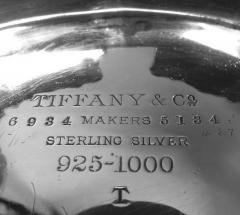 TIFFANY & Co
6934 MAKERS 5134
STERLING SILVER
925-1000
T